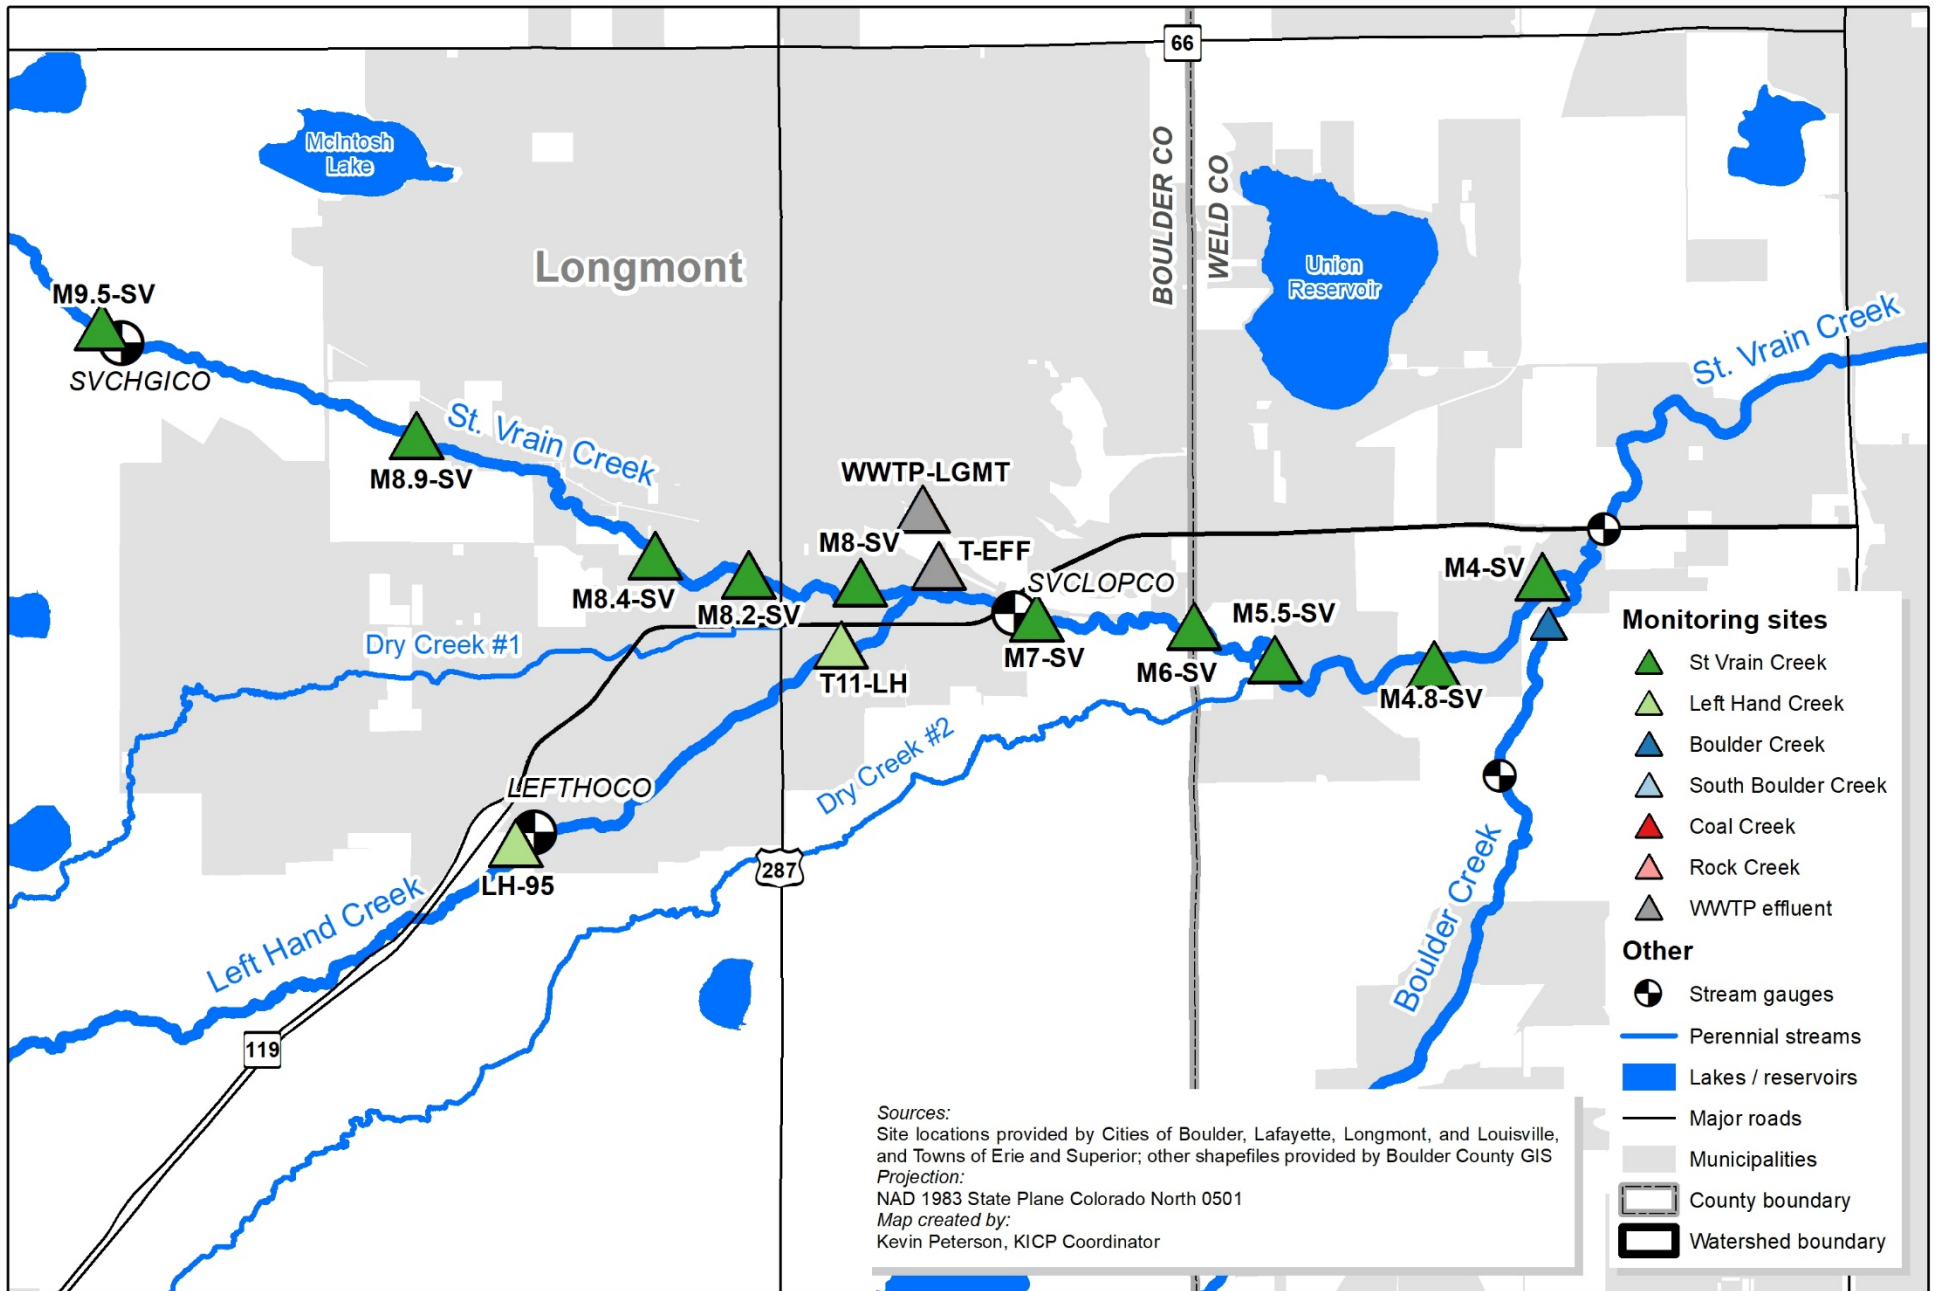 66
McIntosh
Lake
BOULDER CO
WELD CO
Longmont
Union
Reservoir
M9.5-SV
SVCHGICO
St. Vrain Creek
St. Vrain Creek
M8.9-SV
WWTP-LGMT
M8-SV
T-EFF
SVCLOPCO
M8.4-SV
M8.2-SV
M4-SV
M5.5-SV
Dry Creek #1
M7-SV
M6-SV
T11-LH
M4.8-SV
Dry Creek #2
LEFTHOCO
LH-95
287
Left Hand Creek
Boulder Creek
119
Monitoring sites
St Vrain Creek
Left Hand Creek
Boulder Creek
South Boulder Creek
Coal Creek
Rock Creek
WWTP effluent
Other
Stream gauges
Perennial streams
Lakes / reservoirs
Major roads
Municipalities
County boundary
Watershed boundary
Sources:
Site locations provided by Cities of Boulder, Lafayette, Longmont, and Louisville,
and Towns of Erie and Superior; other shapefiles provided by Boulder County GIS
Projection:
NAD 1983 State Plane Colorado North 0501
Map created by:
Kevin Peterson, KICP Coordinator